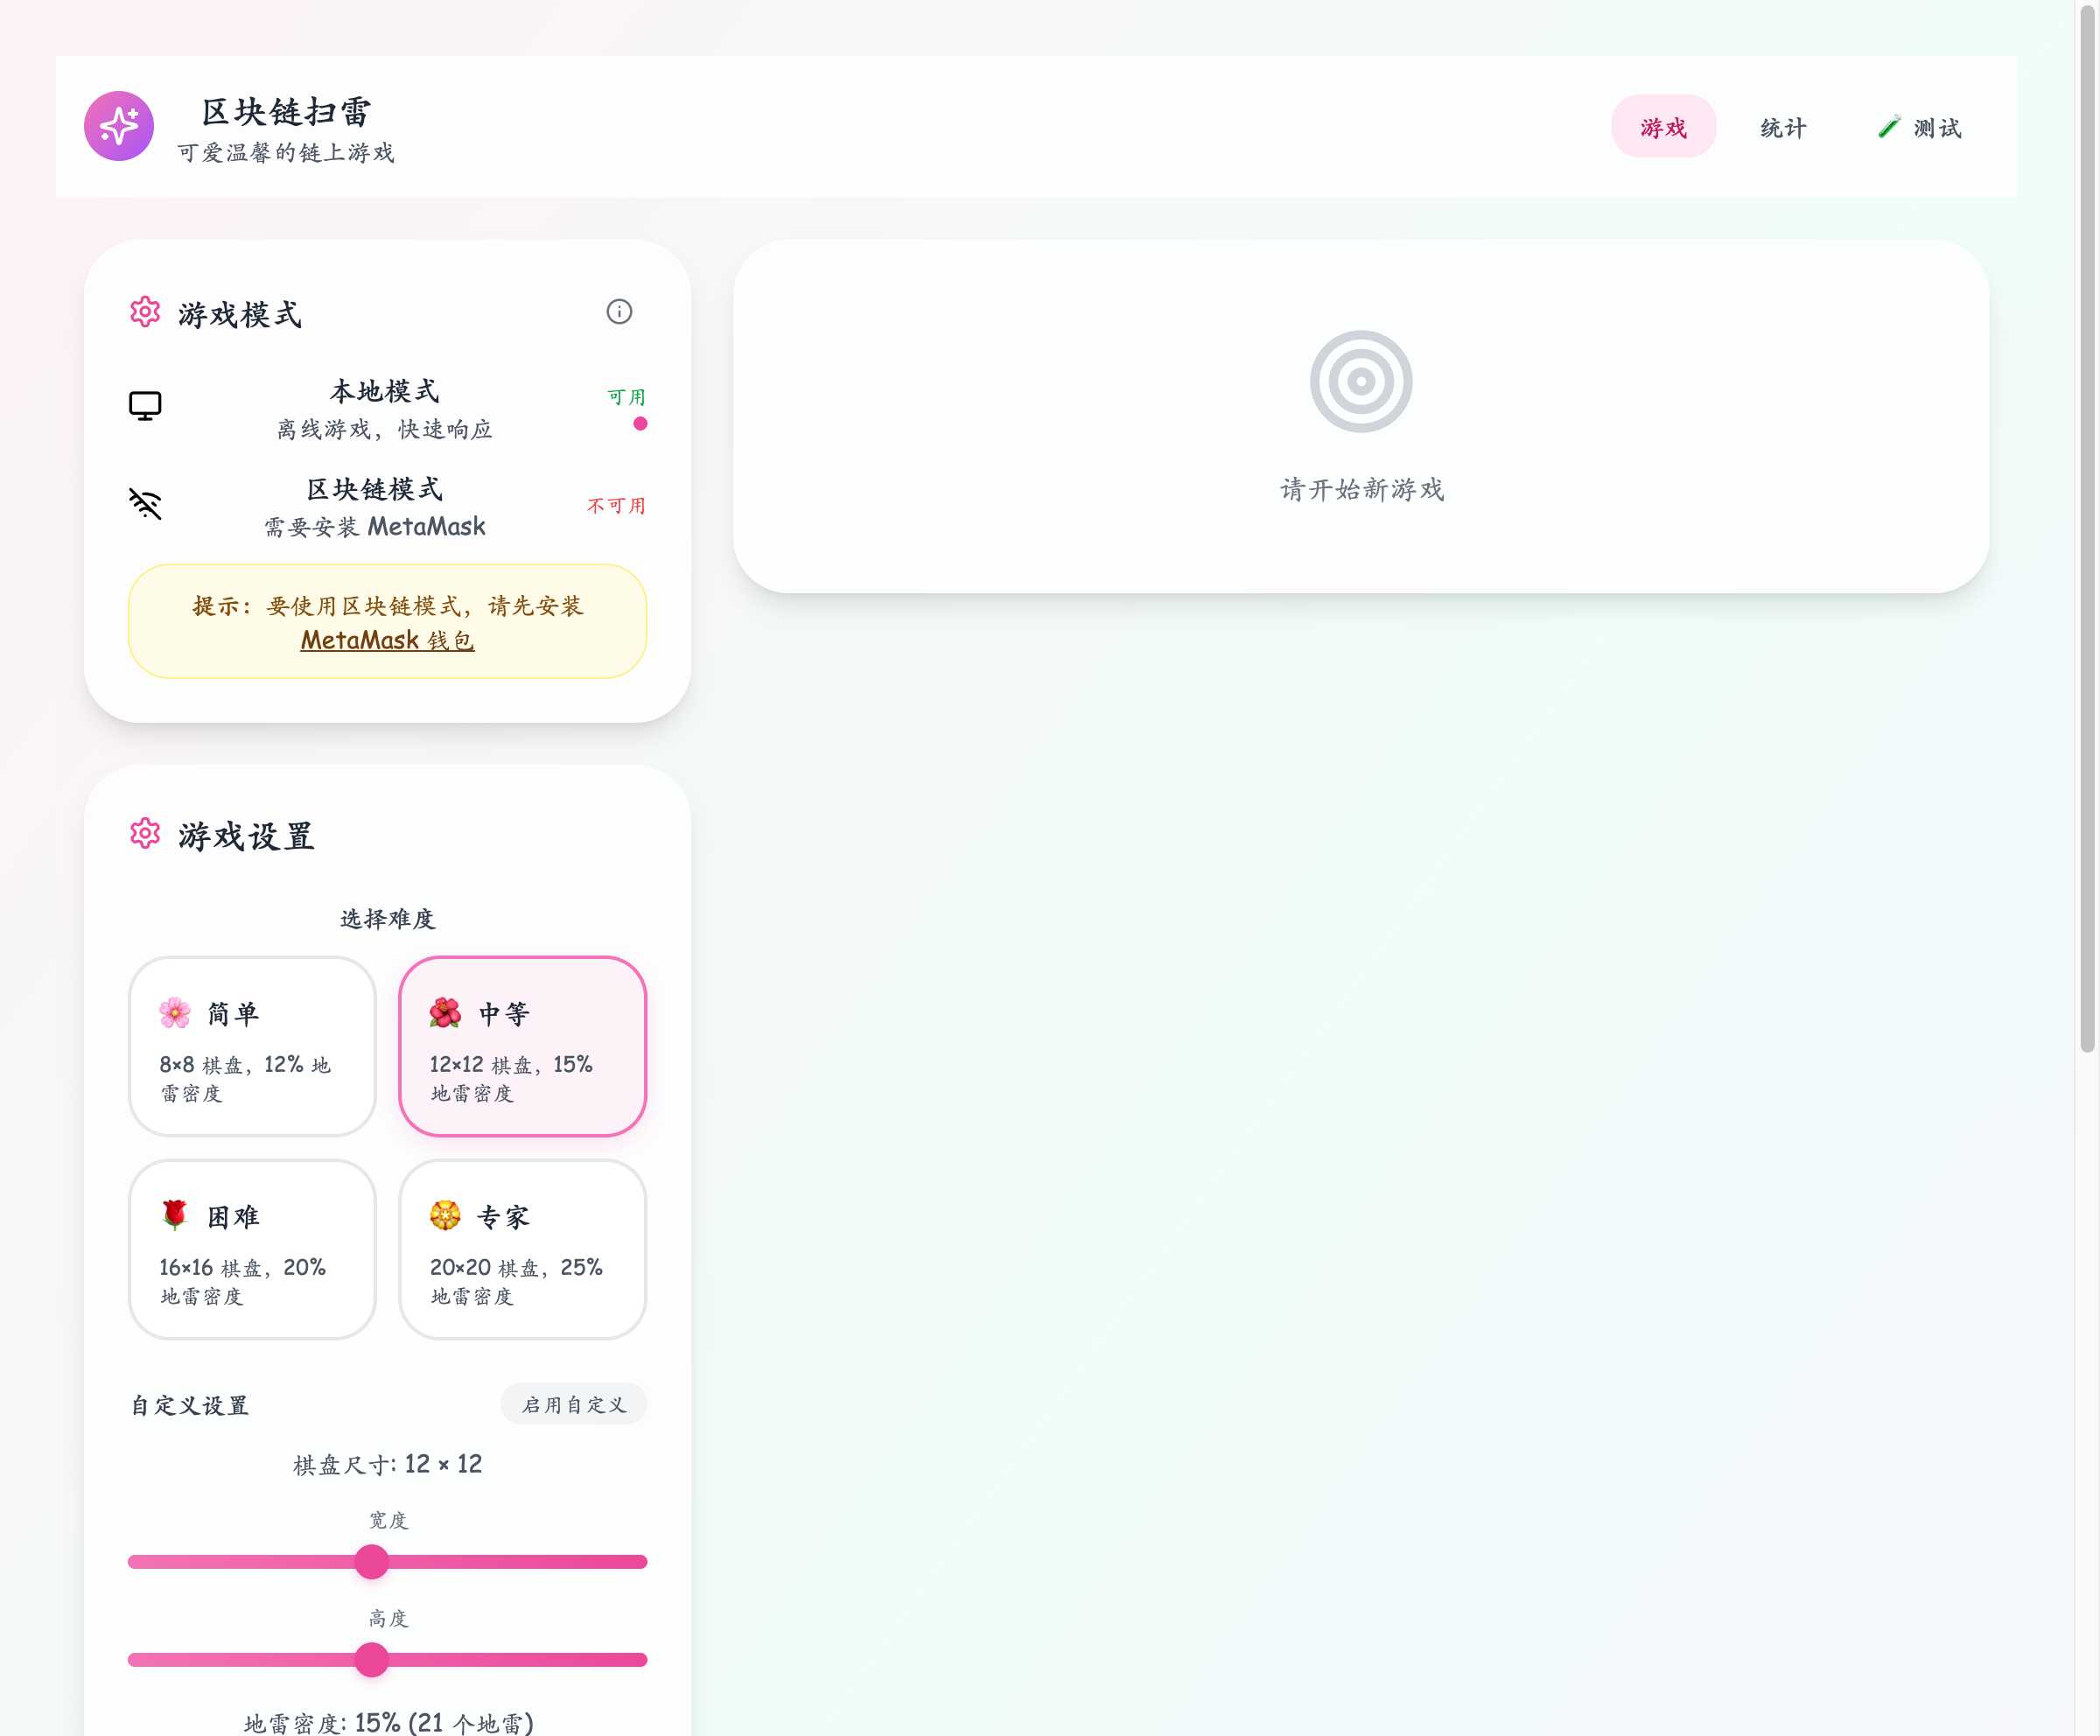 区块链扫雷
可爱温馨的链上游戏
游戏
统计
测试
游戏模式
本地模式
离线游戏，快速响应
可用
区块链模式
需要安装 MetaMask
不可用
提示：要使用区块链模式，请先安装
MetaMask 钱包
请开始新游戏
游戏设置
选择难度
简单
8×8 棋盘，12% 地
雷密度
中等
12×12 棋盘，15%
地雷密度
困难
16×16 棋盘，20%
地雷密度
专家
20×20 棋盘，25%
地雷密度
自定义设置
启用自定义
棋盘尺寸: 12 × 12
宽度
高度
地雷密度: 15% (21 个地雷)